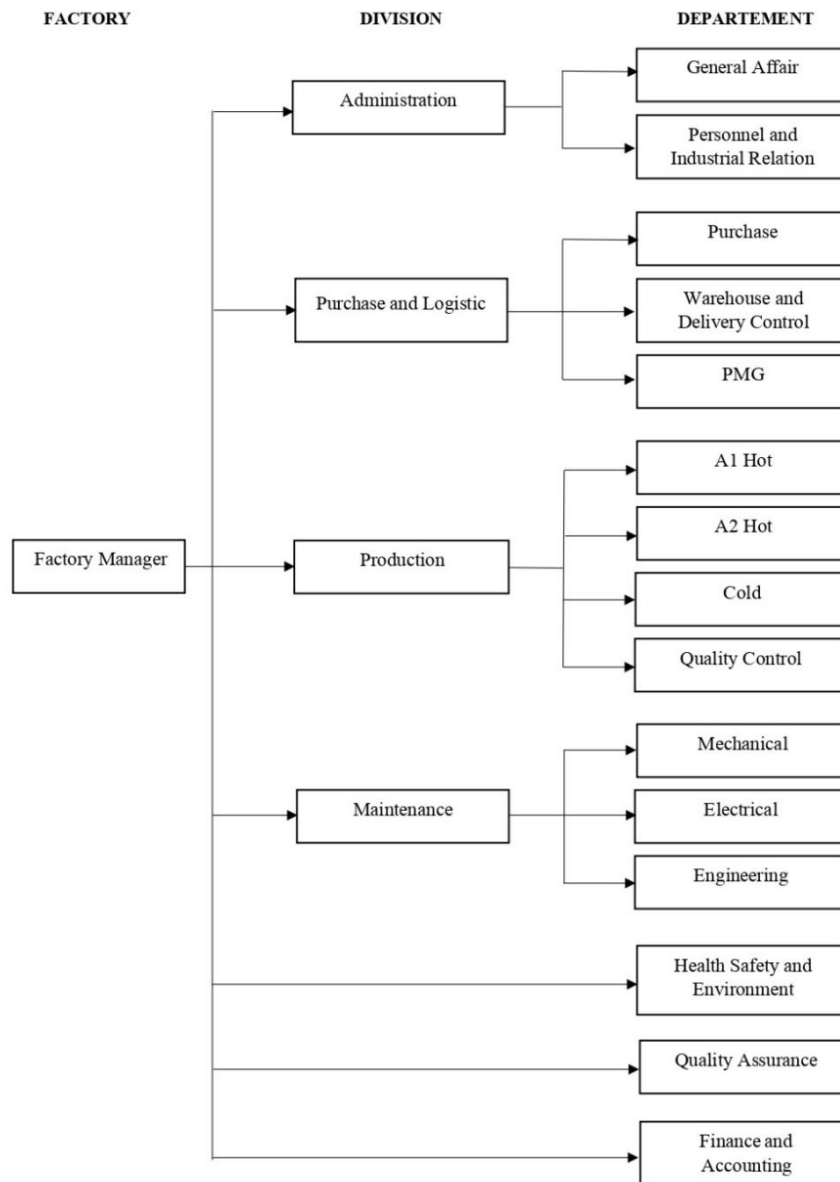 FACTORY
DIVISION
DEPARTEMENT
Administration
General Affair
Personnel and
Industrial Relation
Purchase and Logistic
Purchase
Warehouse and
Delivery Control
PMG
Factory Manager
Production
A1 Hot
A2 Hot
Cold
Quality Control
Maintenance
Mechanical
Electrical
Engineering
Health Safety and
Environment
Quality Assurance
Finance and
Accounting